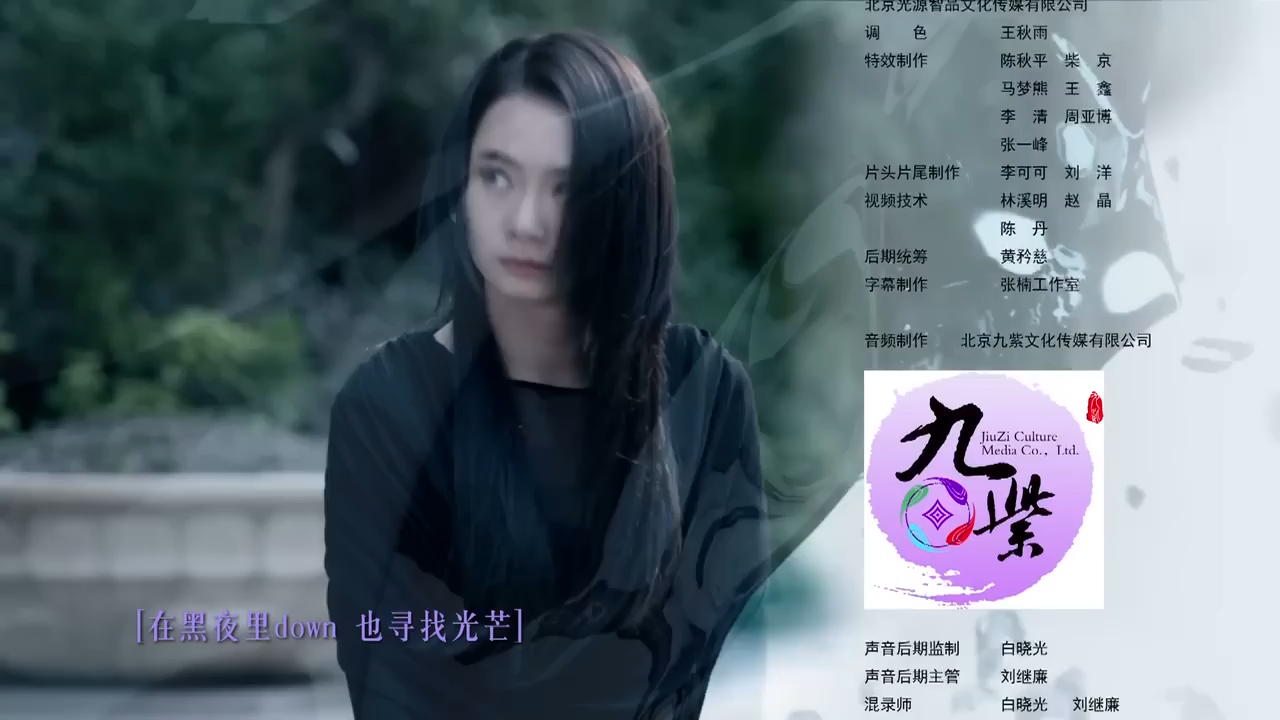 北京光源智品文化传媒有限公司
调 色 王秋雨
特效制作 陈秋平 柴 京
马梦熊 王 鑫
李 清 周亚博
张一峰
片头片尾制作 李可可 刘 洋
视频技术 林溪明 赵 晶
陈 丹
后期统筹 黄矜慈
字幕制作 张楠工作室
音频制作 北京九紫文化传媒有限公司
九紫
JiuZi Culture
Media Co., Ltd.
[在黑夜里down 也寻找光芒]
声音后期监制 白晓光
声音后期主管 刘继廉
混录师 白晓光 刘继廉